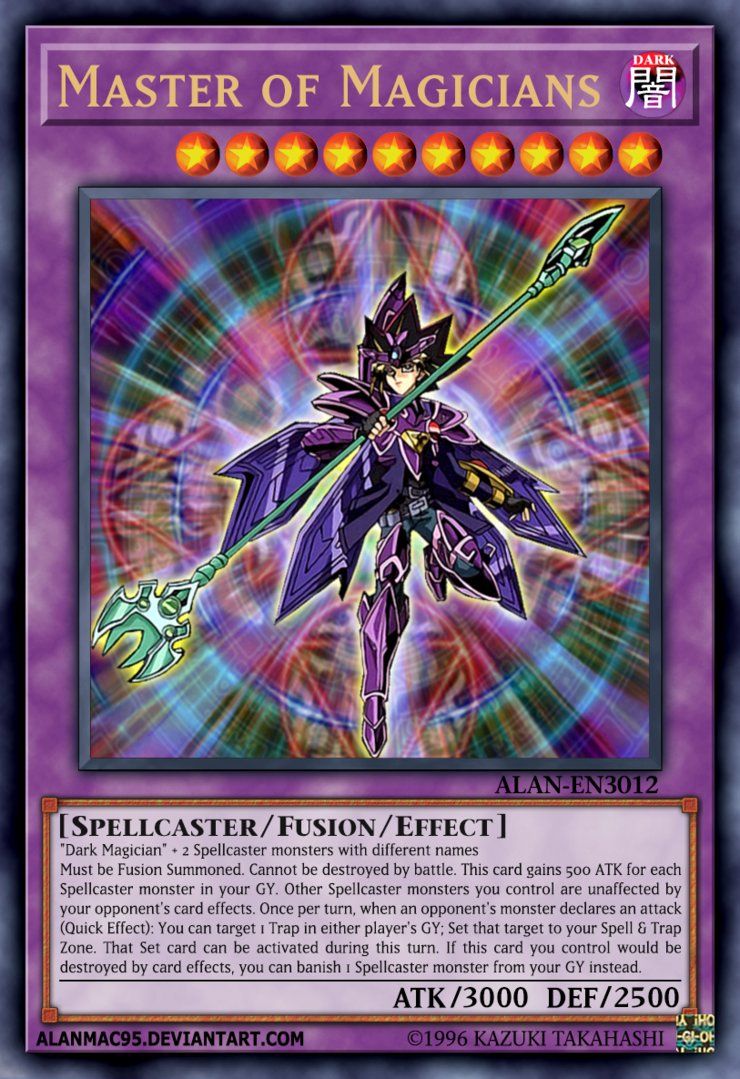 MASTER OF MAGICIANS
DARK
闇
ALAN-EN3012
[SPELLCASTER/FUSION/EFFECT]
"Dark Magician" + 2 Spellcaster monsters with different names
Must be Fusion Summoned. Cannot be destroyed by battle. This card gains 500 ATK for each
Spellcaster monster in your GY. Other Spellcaster monsters you control are unaffected by
your opponent's card effects. Once per turn, when an opponent's monster declares an attack
(Quick Effect): You can target 1 Trap in either player's GY; Set that target to your Spell & Trap
Zone. That Set card can be activated during this turn. If this card you control would be
destroyed by card effects, you can banish 1 Spellcaster monster from your GY instead.
ATK/3000 DEF/2500
ALANMAC95.DEVIANTART.COM
©1996 KAZUKI TAKAHASHI